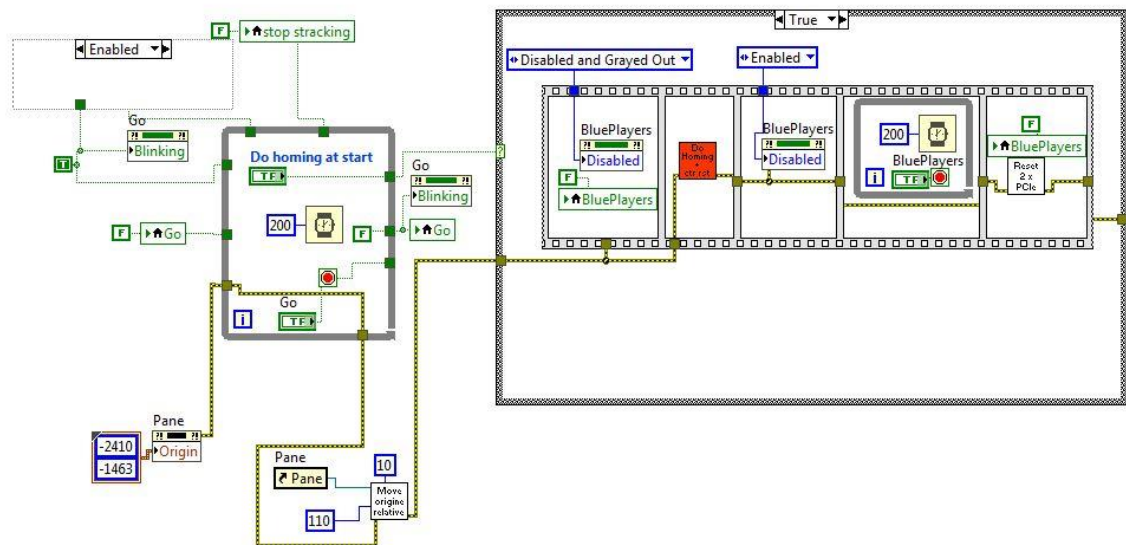 True
Enabled
F
stop stracking
Disabled and Grayed Out
Enabled
Go
Blinking
T
Do homing at start
TF
Go
Blinking
?
200
F
Go
F
Go
Go
TF
i
BluePlayers
Disabled
F
BluePlayers
Do
Homing
BluePlayers
Disabled
200
BluePlayers
i
TF
F
BluePlayers
Reset
2 x
PCIe
Pane
-2410
-1463
Origin
Pane
Pane
10
110
Move
origine
relative